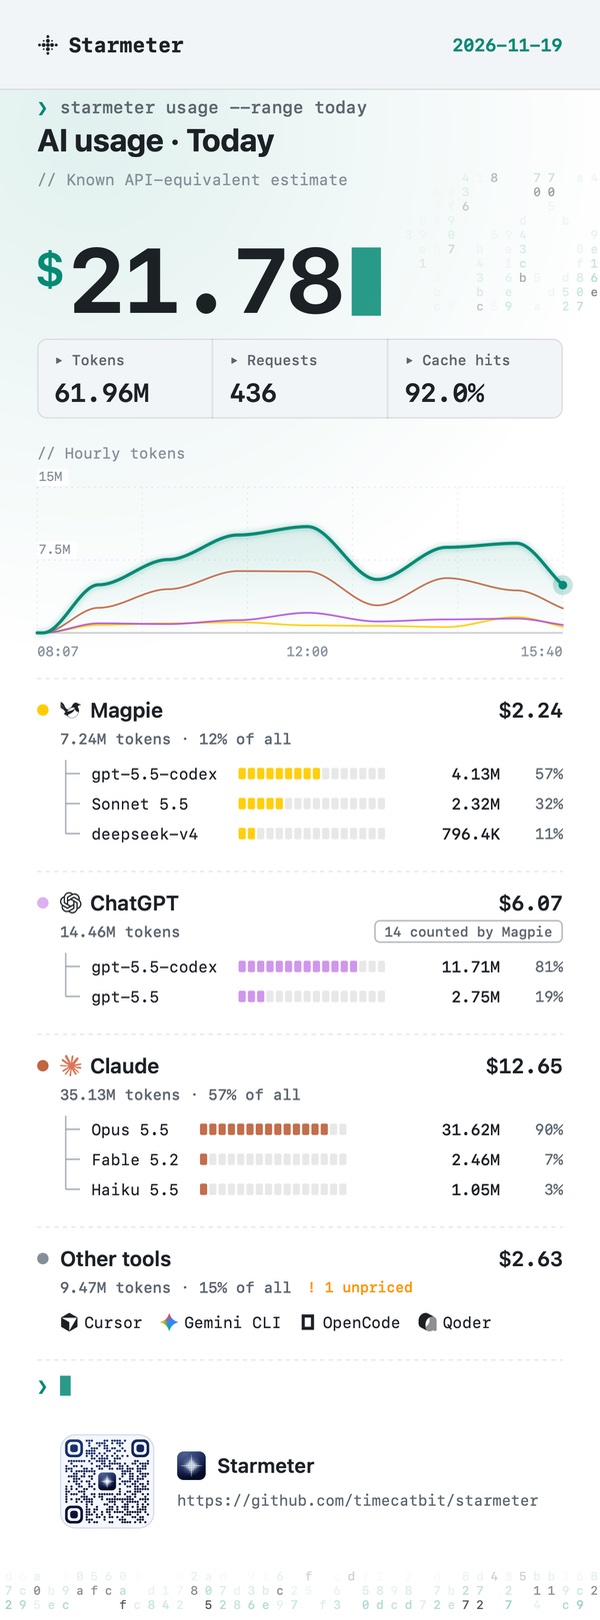 Starmeter
2026-11-19
❯ starmeter usage --range today
AI usage · Today
// Known API-equivalent estimate
$21.78
▸ Tokens
61.96M
▸ Requests
436
▸ Cache hits
92.0%
// Hourly tokens
15M
7.5M
08:07 12:00 15:40
Magpie $2.24
7.24M tokens · 12% of all
gpt-5.5-codex 4.13M 57%
Sonnet 5.5 2.32M 32%
deepseek-v4 796.4K 11%
ChatGPT $6.07
14.46M tokens 14 counted by Magpie
gpt-5.5-codex 11.71M 81%
gpt-5.5 2.75M 19%
Claude $12.65
35.13M tokens · 57% of all
Opus 5.5 31.62M 90%
Fable 5.2 2.46M 7%
Haiku 5.5 1.05M 3%
Other tools $2.63
9.47M tokens · 15% of all ! 1 unpriced
Cursor Gemini CLI OpenCode Qoder
❯
Starmeter
https://github.com/timecatbit/starmeter